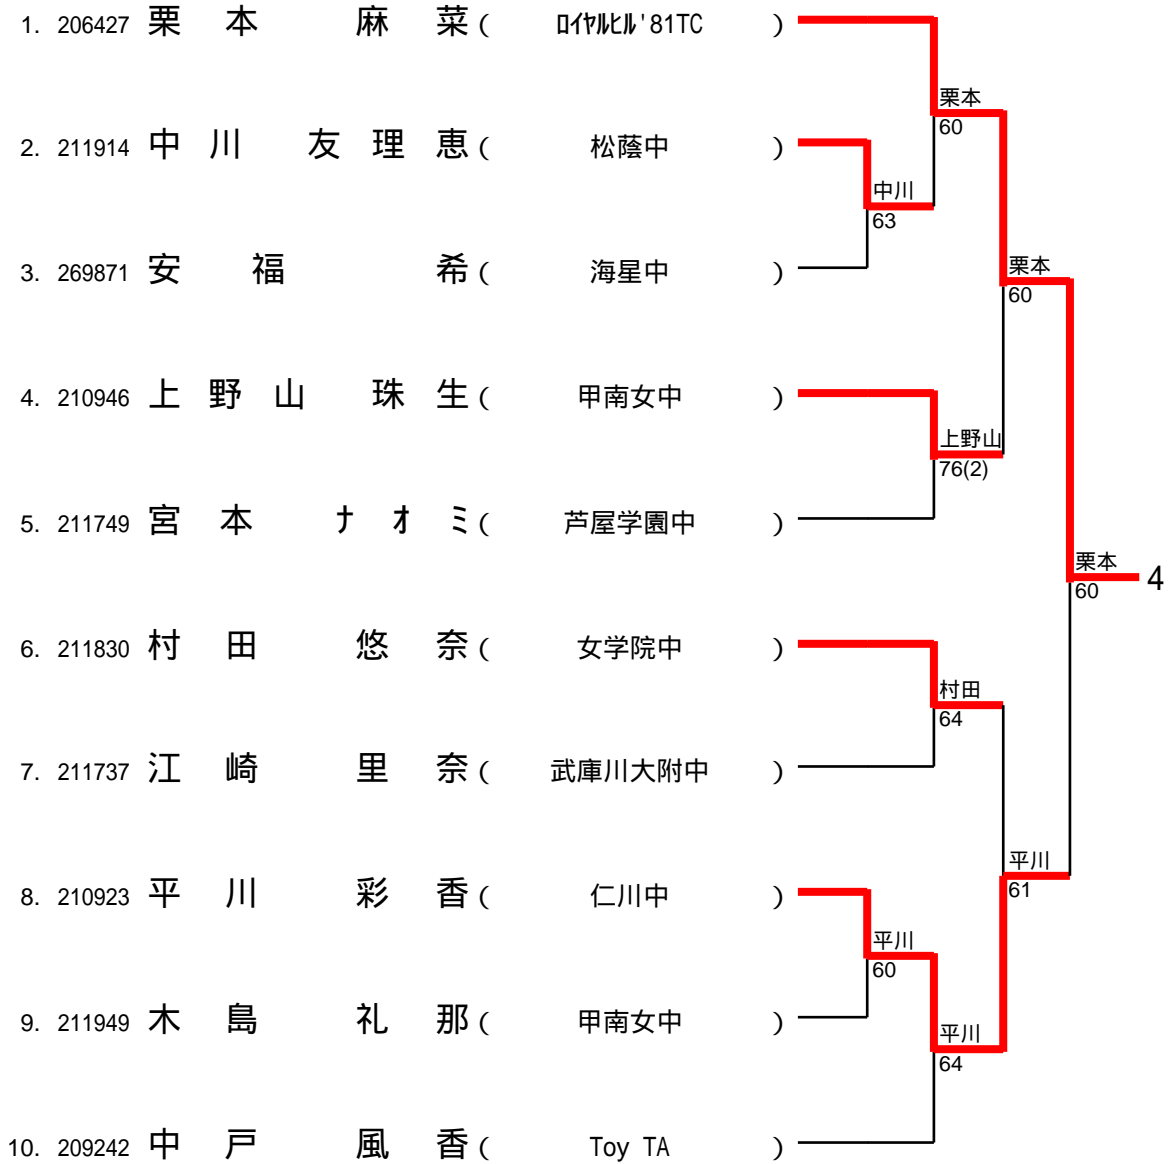 1. 206427 栗本 麻菜 ( ﾛｲﾔﾙﾋﾙ'81TC )
2. 211914 中川 友理恵 ( 松蔭中 )
3. 269871 安福 希 ( 海星中 )
4. 210946 上野山 珠生 ( 甲南女中 )
5. 211749 宮本 ナオミ ( 芦屋学園中 )
6. 211830 村田 悠奈 ( 女学院中 )
7. 211737 江崎 里奈 ( 武庫川大附中 )
8. 210923 平川 彩香 ( 仁川中 )
9. 211949 木島 礼那 ( 甲南女中 )
10. 209242 中戸 風香 ( Toy TA )
中川
63
平川
60
栗本
60
上野山
76(2)
村田
64
平川
64
栗本
60
平川
61
栗本
60
4